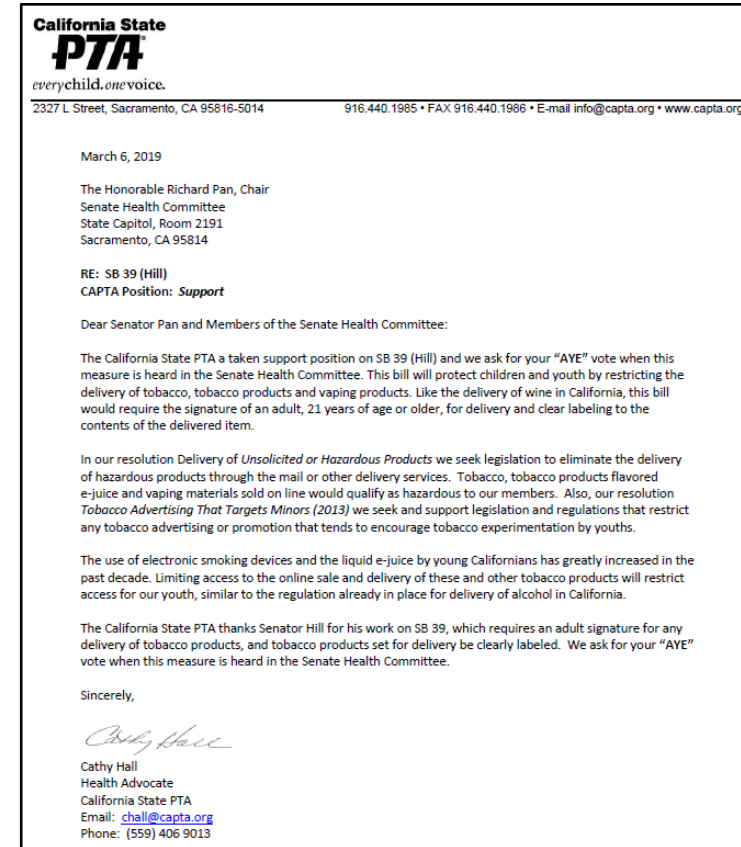 California State
PTA
everychild.onevoice.
2327 L Street, Sacramento, CA 95816-5014 916.440.1985 • FAX 916.440.1986 • E-mail info@capta.org • www.capta.org
March 6, 2019
The Honorable Richard Pan, Chair
Senate Health Committee
State Capitol, Room 2191
Sacramento, CA 95814
RE: SB 39 (Hill)
CAPTA Position: Support
Dear Senator Pan and Members of the Senate Health Committee:
The California State PTA a taken support position on SB 39 (Hill) and we ask for your “AYE” vote when this
measure is heard in the Senate Health Committee. This bill will protect children and youth by restricting the
delivery of tobacco, tobacco products and vaping products. Like the delivery of wine in California, this bill
would require the signature of an adult, 21 years of age or older, for delivery and clear labeling to the
contents of the delivered item.
In our resolution Delivery of Unsolicited or Hazardous Products we seek legislation to eliminate the delivery
of hazardous products through the mail or other delivery services. Tobacco, tobacco products flavored
e-juice and vaping materials sold on line would qualify as hazardous to our members. Also, our resolution
Tobacco Advertising That Targets Minors (2013) we seek and support legislation and regulations that restrict
any tobacco advertising or promotion that tends to encourage tobacco experimentation by youths.
The use of electronic smoking devices and the liquid e-juice by young Californians has greatly increased in the
past decade. Limiting access to the online sale and delivery of these and other tobacco products will restrict
access for our youth, similar to the regulation already in place for delivery of alcohol in California.
The California State PTA thanks Senator Hill for his work on SB 39, which requires an adult signature for any
delivery of tobacco products, and tobacco products set for delivery be clearly labeled. We ask for your “AYE”
vote when this measure is heard in the Senate Health Committee.
Sincerely,
Cathy Hall
Cathy Hall
Health Advocate
California State PTA
Email: chall@capta.org
Phone: (559) 406 9013